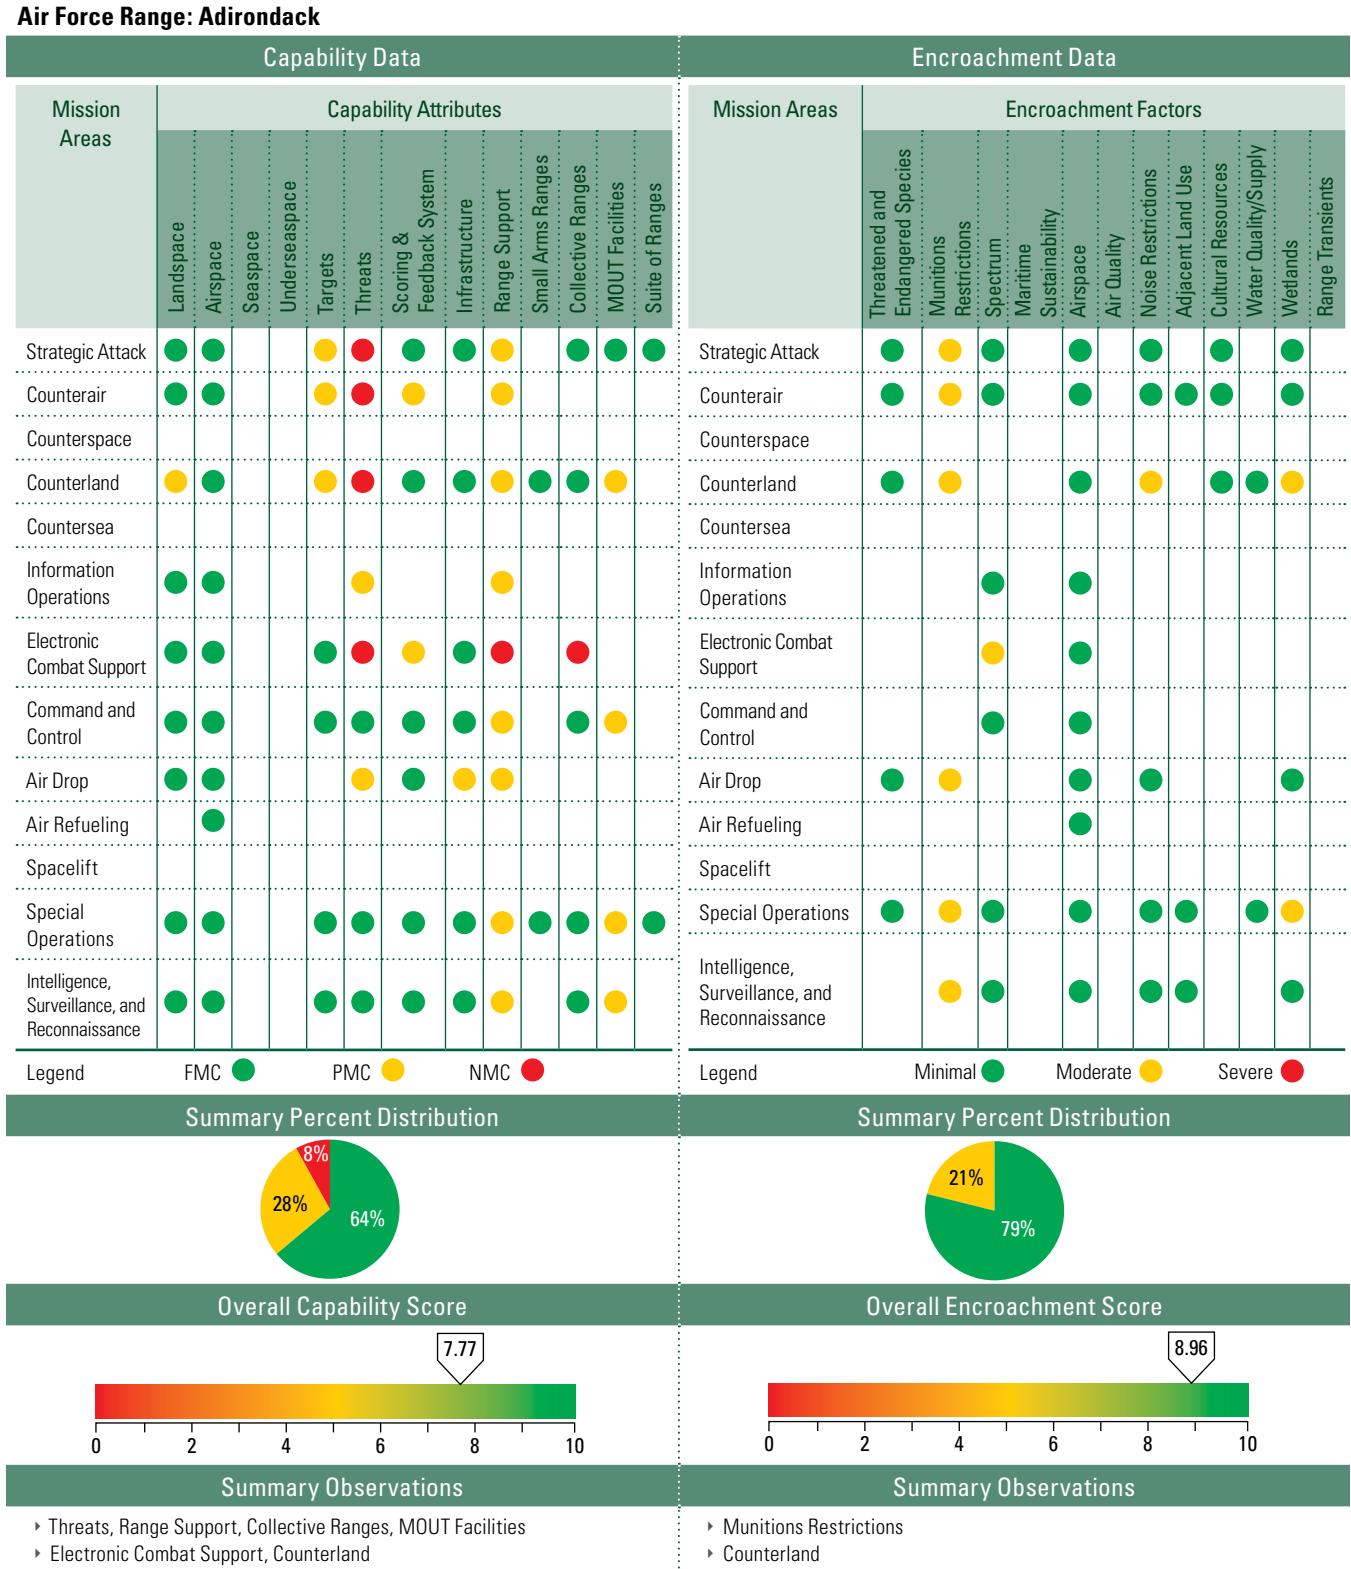 Air Force Range: Adirondack
Capability Data
Mission
Areas
Capability Attributes
Landspace
Airspace
Seaspace
Underseaspace
Targets
Threats
Scoring &
Feedback System
Infrastructure
Range Support
Small Arms Ranges
Collective Ranges
MOUT Facilities
Suite of Ranges
Strategic Attack
Counterair
Counterspace
Counterland
Countersea
Information
Operations
Electronic
Combat Support
Command and
Control
Air Drop
Air Refueling
Spacelift
Special
Operations
Intelligence,
Surveillance, and
Reconnaissance
Legend FMC PMC NMC
Summary Percent Distribution
8%
28%
64%
Overall Capability Score
7.77
0 2 4 6 8 10
Summary Observations
‣ Threats, Range Support, Collective Ranges, MOUT Facilities
‣ Electronic Combat Support, Counterland
Encroachment Data
Mission Areas
Encroachment Factors
Threatened and
Endangered Species
Munitions
Restrictions
Spectrum
Maritime
Sustainability
Airspace
Air Quality
Noise Restrictions
Adjacent Land Use
Cultural Resources
Water Quality/Supply
Wetlands
Range Transients
Strategic Attack
Counterair
Counterspace
Counterland
Countersea
Information
Operations
Electronic Combat
Support
Command and
Control
Air Drop
Air Refueling
Spacelift
Special Operations
Intelligence,
Surveillance, and
Reconnaissance
Legend Minimal Moderate Severe
Summary Percent Distribution
21%
79%
Overall Encroachment Score
8.96
0 2 4 6 8 10
Summary Observations
‣ Munitions Restrictions
‣ Counterland